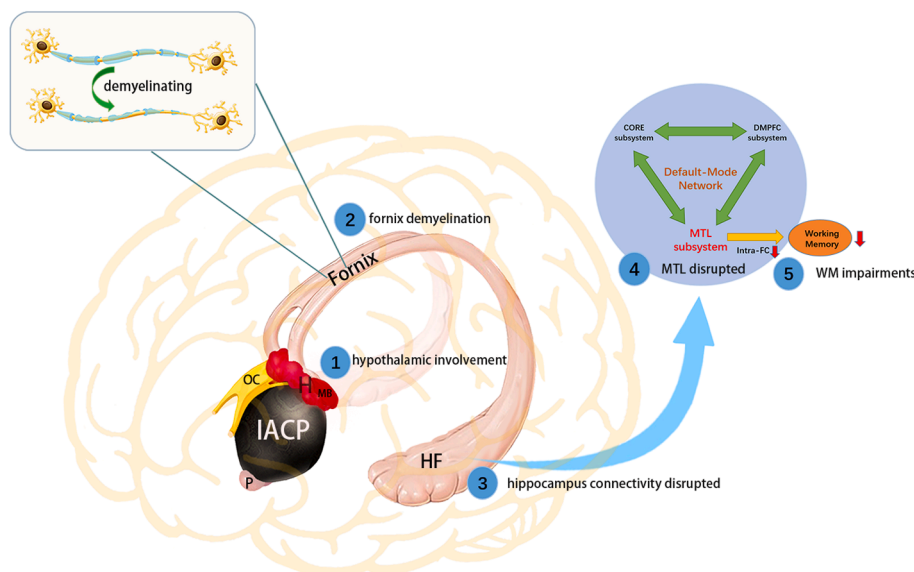 demyelinating
CORE
subsystem
DMPFC
subsystem
Default-Mode
Network
MTL
subsystem
Intra-FC
Working
Memory
4
MTL disrupted
5
WM impairments
2
fornix demyelination
Fornix
1
hypothalamic involvement
OC
H
MB
IACP
P
HF
3
hippocampus connectivity disrupted